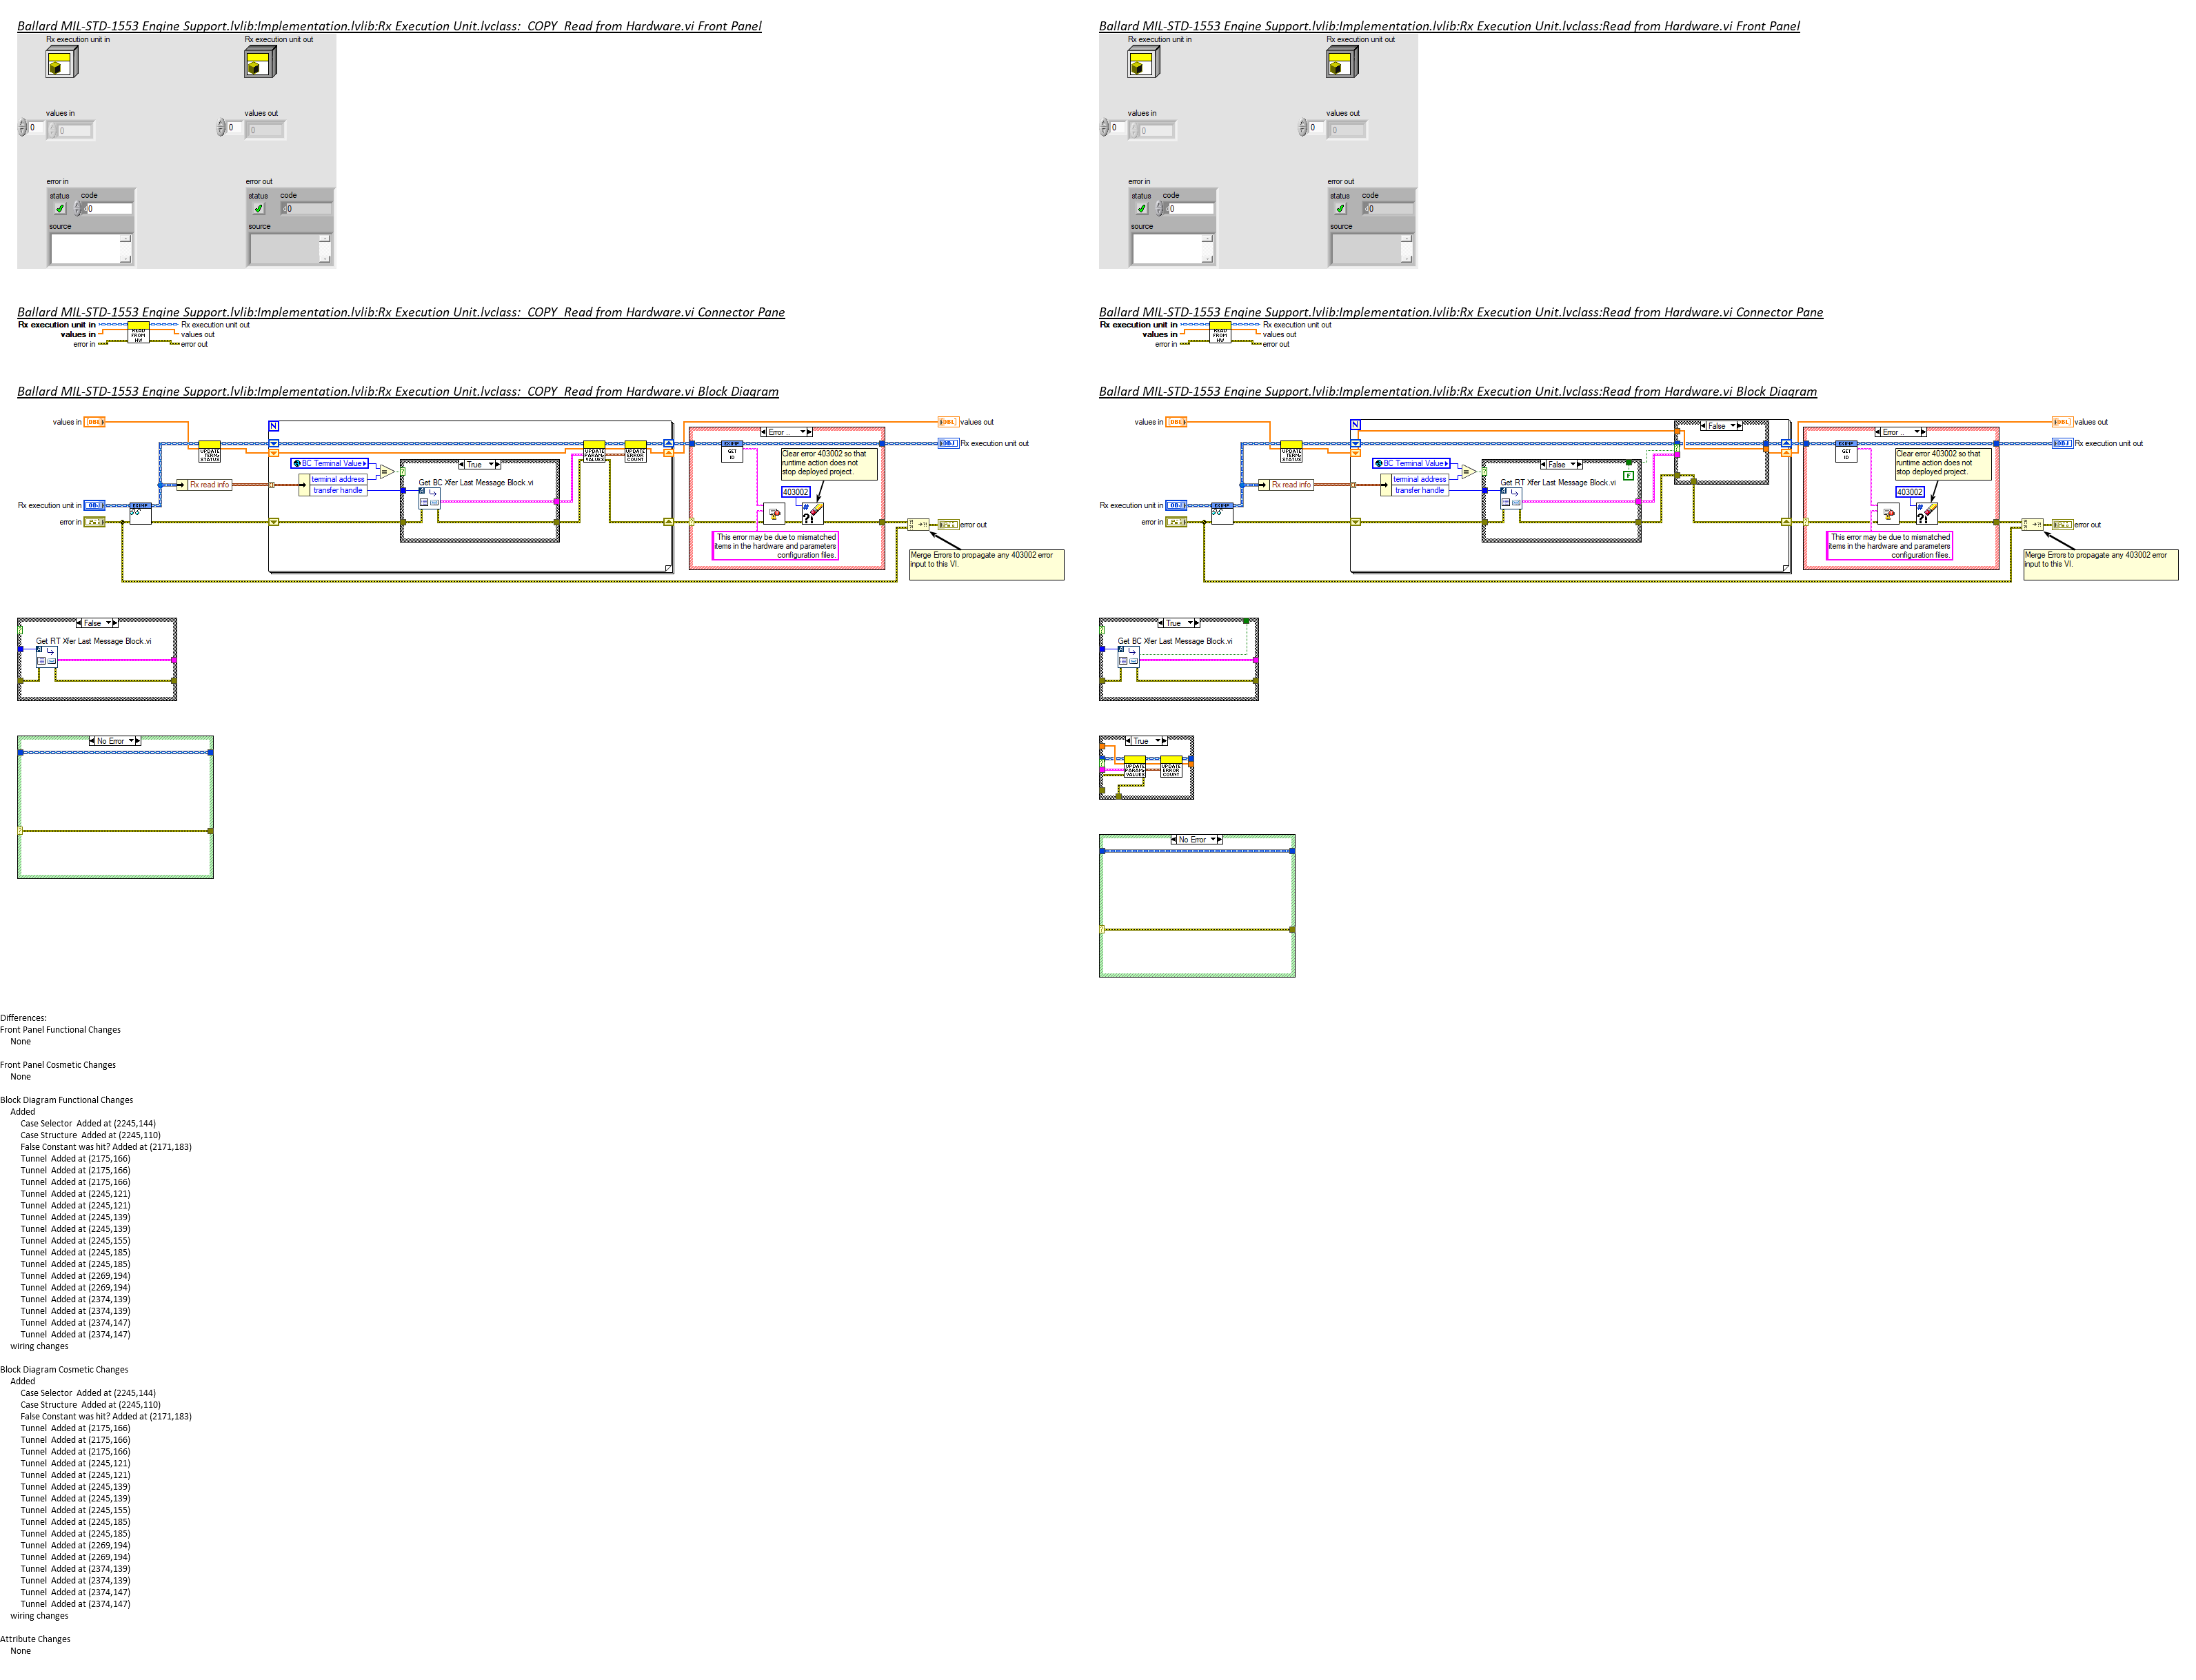 Ballard MIL-STD-1553 Engine Support.lvlib:Implementation.lvlib:Rx Execution Unit.lvclass:_COPY_Read from Hardware.vi Front Panel
Rx execution unit in
Rx execution unit out
values in
values out
0
0
0
0
error in
error out
status
code
status
code
0
0
source
source
Ballard MIL-STD-1553 Engine Support.lvlib:Implementation.lvlib:Rx Execution Unit.lvclass:_COPY_Read from Hardware.vi Connector Pane
Rx execution unit in
Rx execution unit out
values in
values out
error in
error out
READ
FROM
HW
Ballard MIL-STD-1553 Engine Support.lvlib:Implementation.lvlib:Rx Execution Unit.lvclass:_COPY_Read from Hardware.vi Block Diagram
values in
DBL
N
Error ..
DBL
values out
OBJ
Rx execution unit out
UPDATE
TERM
STATUS
UPDATE
PARAM
VALUES
UPDATE
ERROR
COUNT
GET
ID
Clear error 403002 so that
runtime action does not
stop deployed project.
BC Terminal Value
True
terminal address
Get BC Xfer Last Message Block.vi
Rx read info
transfer handle
403002
Rx execution unit in
OBJ
error in
error out
This error may be due to mismatched
items in the hardware and parameters
configuration files.
Merge Errors to propagate any 403002 error
input to this VI.
False
Get RT Xfer Last Message Block.vi
No Error
Ballard MIL-STD-1553 Engine Support.lvlib:Implementation.lvlib:Rx Execution Unit.lvclass:Read from Hardware.vi Front Panel
Rx execution unit in
Rx execution unit out
values in
values out
0
0
0
0
error in
error out
status
code
status
code
0
0
source
source
Ballard MIL-STD-1553 Engine Support.lvlib:Implementation.lvlib:Rx Execution Unit.lvclass:Read from Hardware.vi Connector Pane
Rx execution unit in
Rx execution unit out
values in
values out
error in
error out
READ
FROM
HW
Ballard MIL-STD-1553 Engine Support.lvlib:Implementation.lvlib:Rx Execution Unit.lvclass:Read from Hardware.vi Block Diagram
values in
DBL
N
False
Error ..
DBL
values out
OBJ
Rx execution unit out
UPDATE
TERM
STATUS
GET
ID
Clear error 403002 so that
runtime action does not
stop deployed project.
BC Terminal Value
False
F
terminal address
Get RT Xfer Last Message Block.vi
Rx read info
transfer handle
403002
Rx execution unit in
OBJ
error in
error out
This error may be due to mismatched
items in the hardware and parameters
configuration files.
Merge Errors to propagate any 403002 error
input to this VI.
True
Get BC Xfer Last Message Block.vi
True
UPDATE
PARAM
VALUES
UPDATE
ERROR
COUNT
No Error
Differences:
Front Panel Functional Changes
None
Front Panel Cosmetic Changes
None
Block Diagram Functional Changes
Added
Case Selector  Added at (2245,144)
Case Structure  Added at (2245,110)
False Constant was hit? Added at (2171,183)
Tunnel  Added at (2175,166)
Tunnel  Added at (2175,166)
Tunnel  Added at (2175,166)
Tunnel  Added at (2245,121)
Tunnel  Added at (2245,121)
Tunnel  Added at (2245,139)
Tunnel  Added at (2245,139)
Tunnel  Added at (2245,155)
Tunnel  Added at (2245,185)
Tunnel  Added at (2245,185)
Tunnel  Added at (2269,194)
Tunnel  Added at (2269,194)
Tunnel  Added at (2374,139)
Tunnel  Added at (2374,139)
Tunnel  Added at (2374,147)
Tunnel  Added at (2374,147)
wiring changes
Block Diagram Cosmetic Changes
Added
Case Selector  Added at (2245,144)
Case Structure  Added at (2245,110)
False Constant was hit? Added at (2171,183)
Tunnel  Added at (2175,166)
Tunnel  Added at (2175,166)
Tunnel  Added at (2175,166)
Tunnel  Added at (2245,121)
Tunnel  Added at (2245,121)
Tunnel  Added at (2245,139)
Tunnel  Added at (2245,139)
Tunnel  Added at (2245,155)
Tunnel  Added at (2245,185)
Tunnel  Added at (2245,185)
Tunnel  Added at (2269,194)
Tunnel  Added at (2269,194)
Tunnel  Added at (2374,139)
Tunnel  Added at (2374,139)
Tunnel  Added at (2374,147)
Tunnel  Added at (2374,147)
wiring changes
Attribute Changes
None